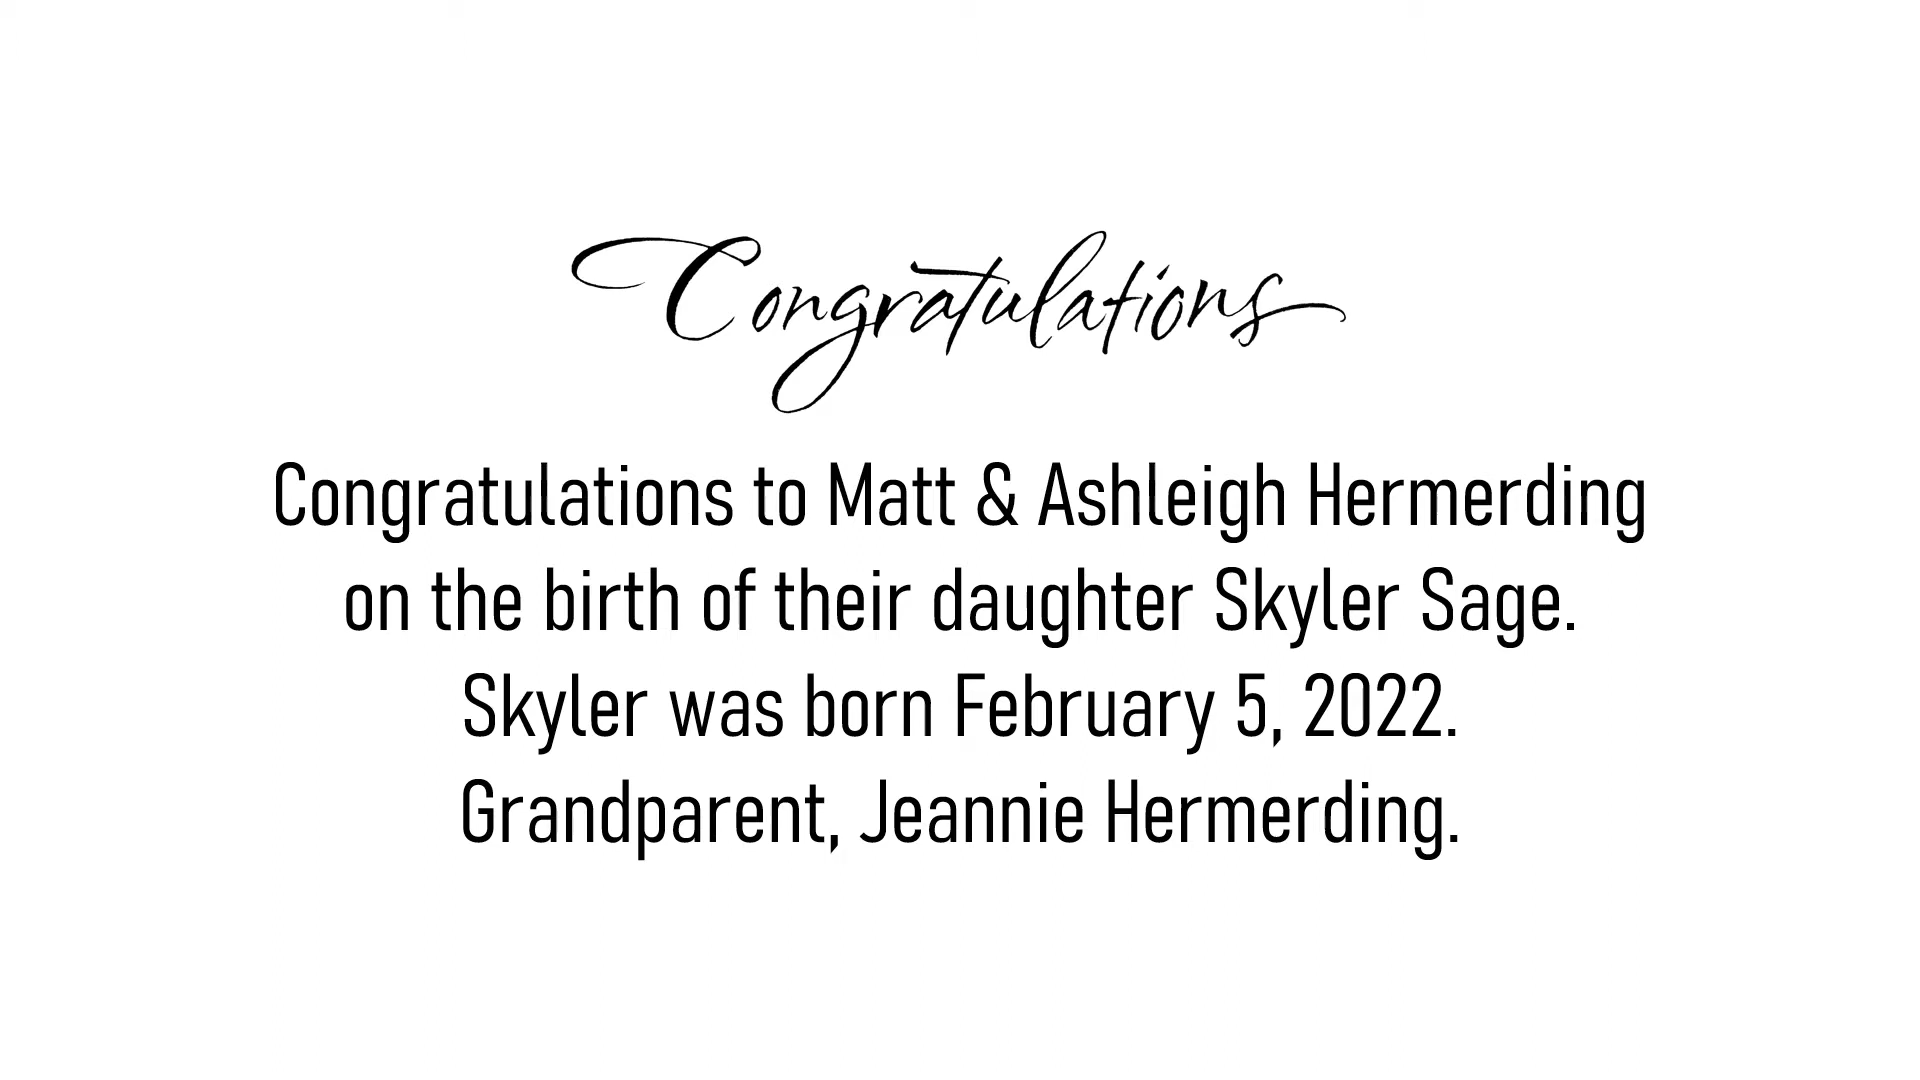 Congratulations
Congratulations to Matt & Ashleigh Hermerding
on the birth of their daughter Skyler Sage.
Skyler was born February 5, 2022.
Grandparent, Jeannie Hermerding.